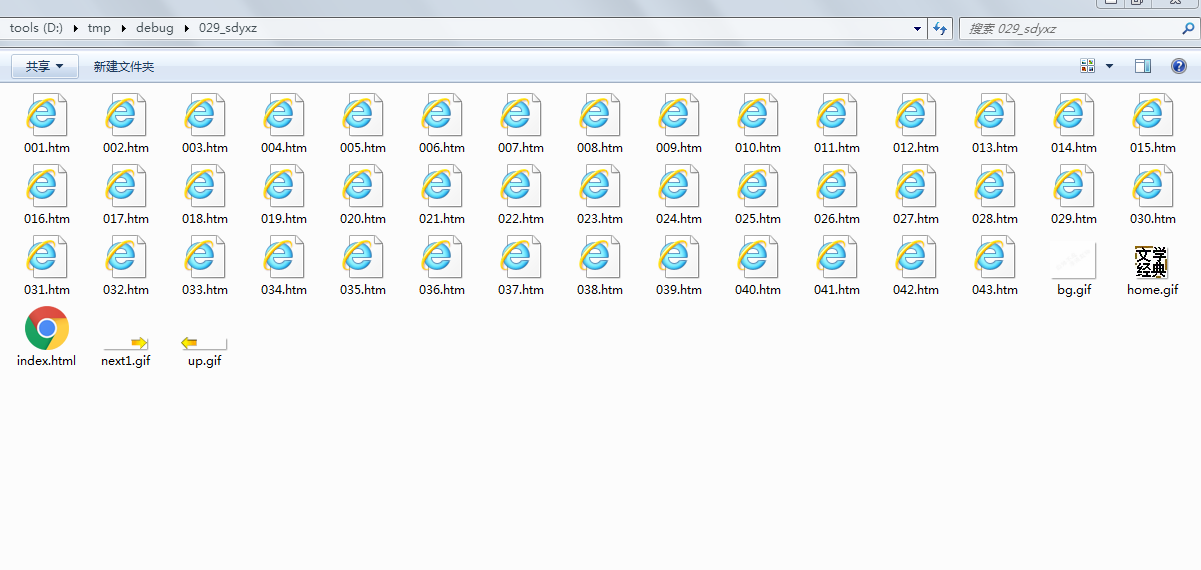 tools (D:) ▸ tmp ▸ debug ▸ 029_sdyxz 搜索 029_sdyxz
共享 新建文件夹
001.htm 002.htm 003.htm 004.htm 005.htm 006.htm 007.htm 008.htm 009.htm 010.htm 011.htm 012.htm 013.htm 014.htm 015.htm
016.htm 017.htm 018.htm 019.htm 020.htm 021.htm 022.htm 023.htm 024.htm 025.htm 026.htm 027.htm 028.htm 029.htm 030.htm
文学
经典
031.htm 032.htm 033.htm 034.htm 035.htm 036.htm 037.htm 038.htm 039.htm 040.htm 041.htm 042.htm 043.htm bg.gif home.gif
index.html next1.gif up.gif